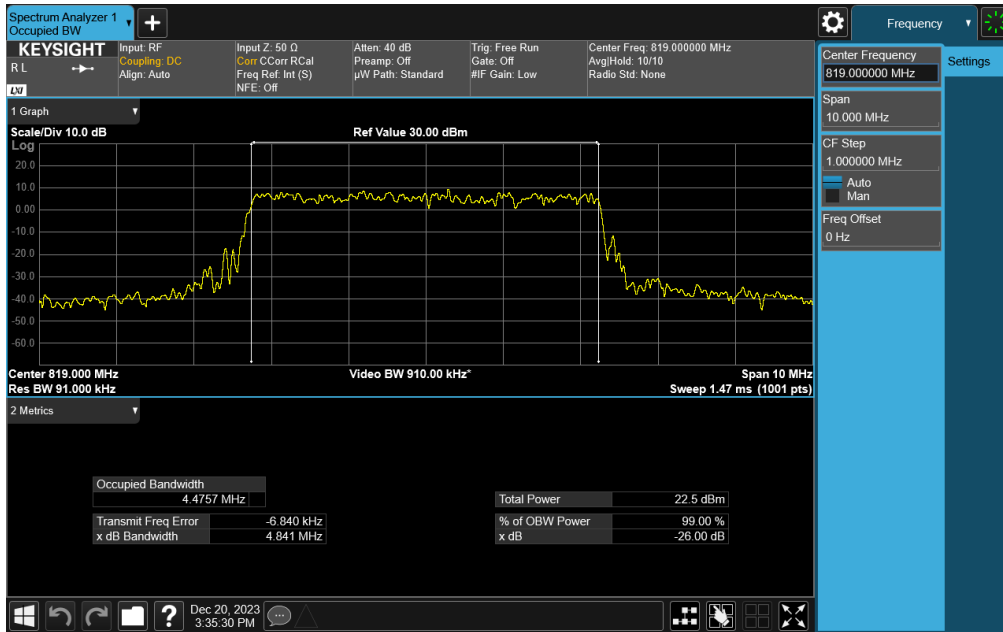 Spectrum Analyzer 1
Occupied BW
Frequency
KEYSIGHT
R L
LXI
Input: RF
Coupling: DC
Align: Auto
Input Z: 50 Ω
Corr CCorr RCal
Freq Ref: Int (S)
NFE: Off
Atten: 40 dB
Preamp: Off
µW Path: Standard
Trig: Free Run
Gate: Off
#IF Gain: Low
Center Freq: 819.000000 MHz
Avg|Hold: 10/10
Radio Std: None
Center Frequency
819.000000 MHz
Settings
Span
10.000 MHz
CF Step
1.000000 MHz
Auto
Man
Freq Offset
0 Hz
1 Graph
Scale/Div 10.0 dB
Ref Value 30.00 dBm
Log
20.0
10.0
0.00
-10.0
-20.0
-30.0
-40.0
-50.0
-60.0
Center 819.000 MHz
Video BW 910.00 kHz*
Span 10 MHz
Res BW 91.000 kHz
Sweep 1.47 ms (1001 pts)
2 Metrics
Occupied Bandwidth
4.4757 MHz
Total Power 22.5 dBm
Transmit Freq Error -6.840 kHz
% of OBW Power 99.00 %
x dB Bandwidth 4.841 MHz
x dB -26.00 dB
?
Dec 20, 2023
3:35:30 PM